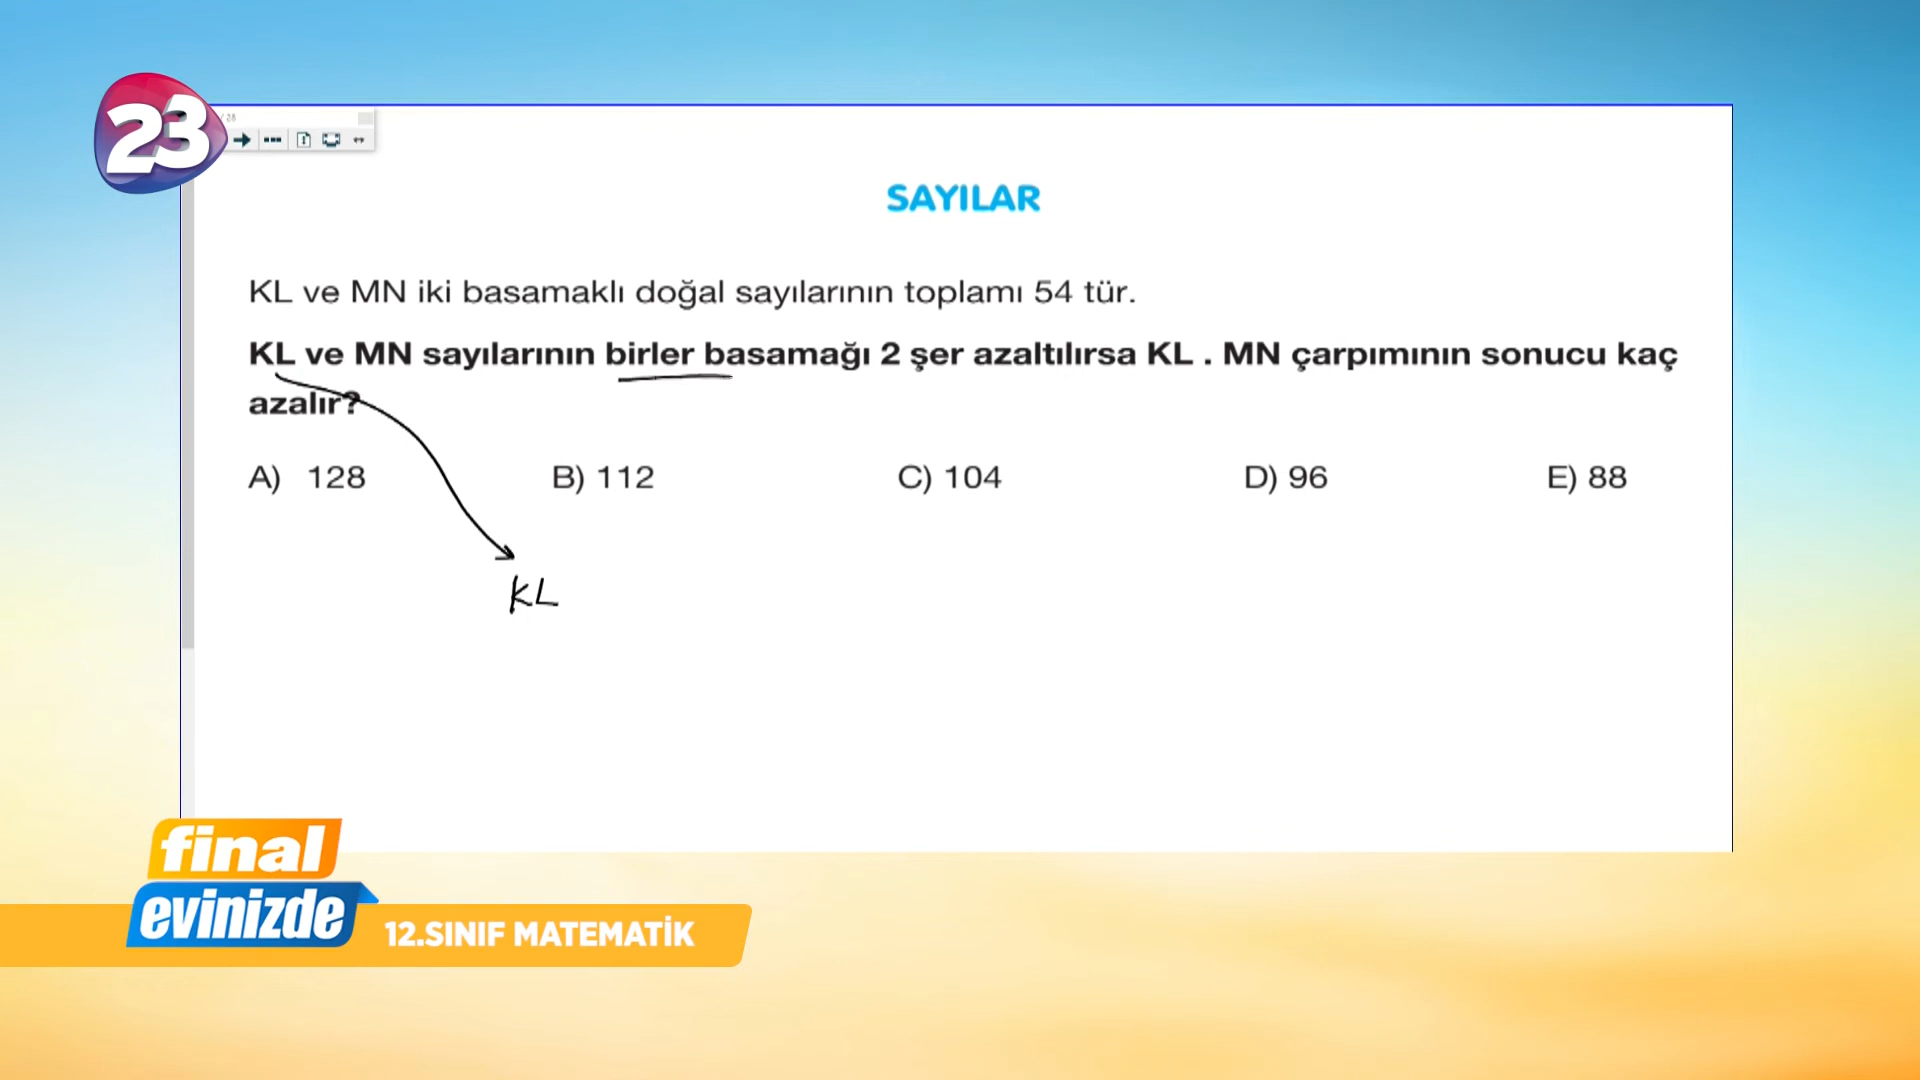 23
/ 28
SAYILAR
KL ve MN iki basamaklı doğal sayılarının toplamı 54 tür.
KL ve MN sayılarının birler basamağı 2 şer azaltılırsa KL . MN çarpımının sonucu kaç
azalır?
A) 128 B) 112 C) 104 D) 96 E) 88
KL
final
evinizde
12.SINIF MATEMATİK